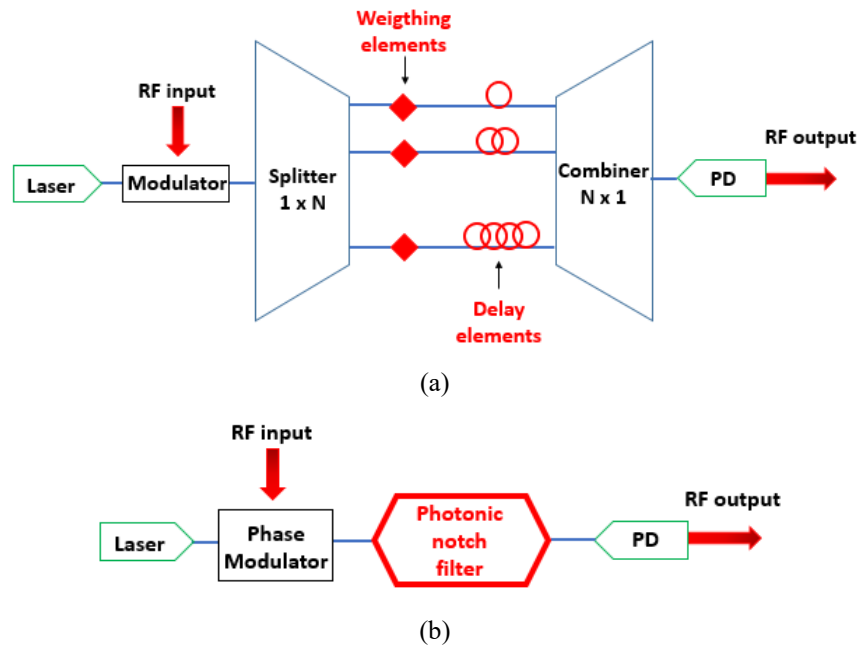 Weigthing
elements
RF input
RF output
Laser
Modulator
Splitter
1 x N
Combiner
N x 1
PD
Delay
elements
(a)
RF input
RF output
Laser
Phase
Modulator
Photonic
notch
filter
PD
(b)